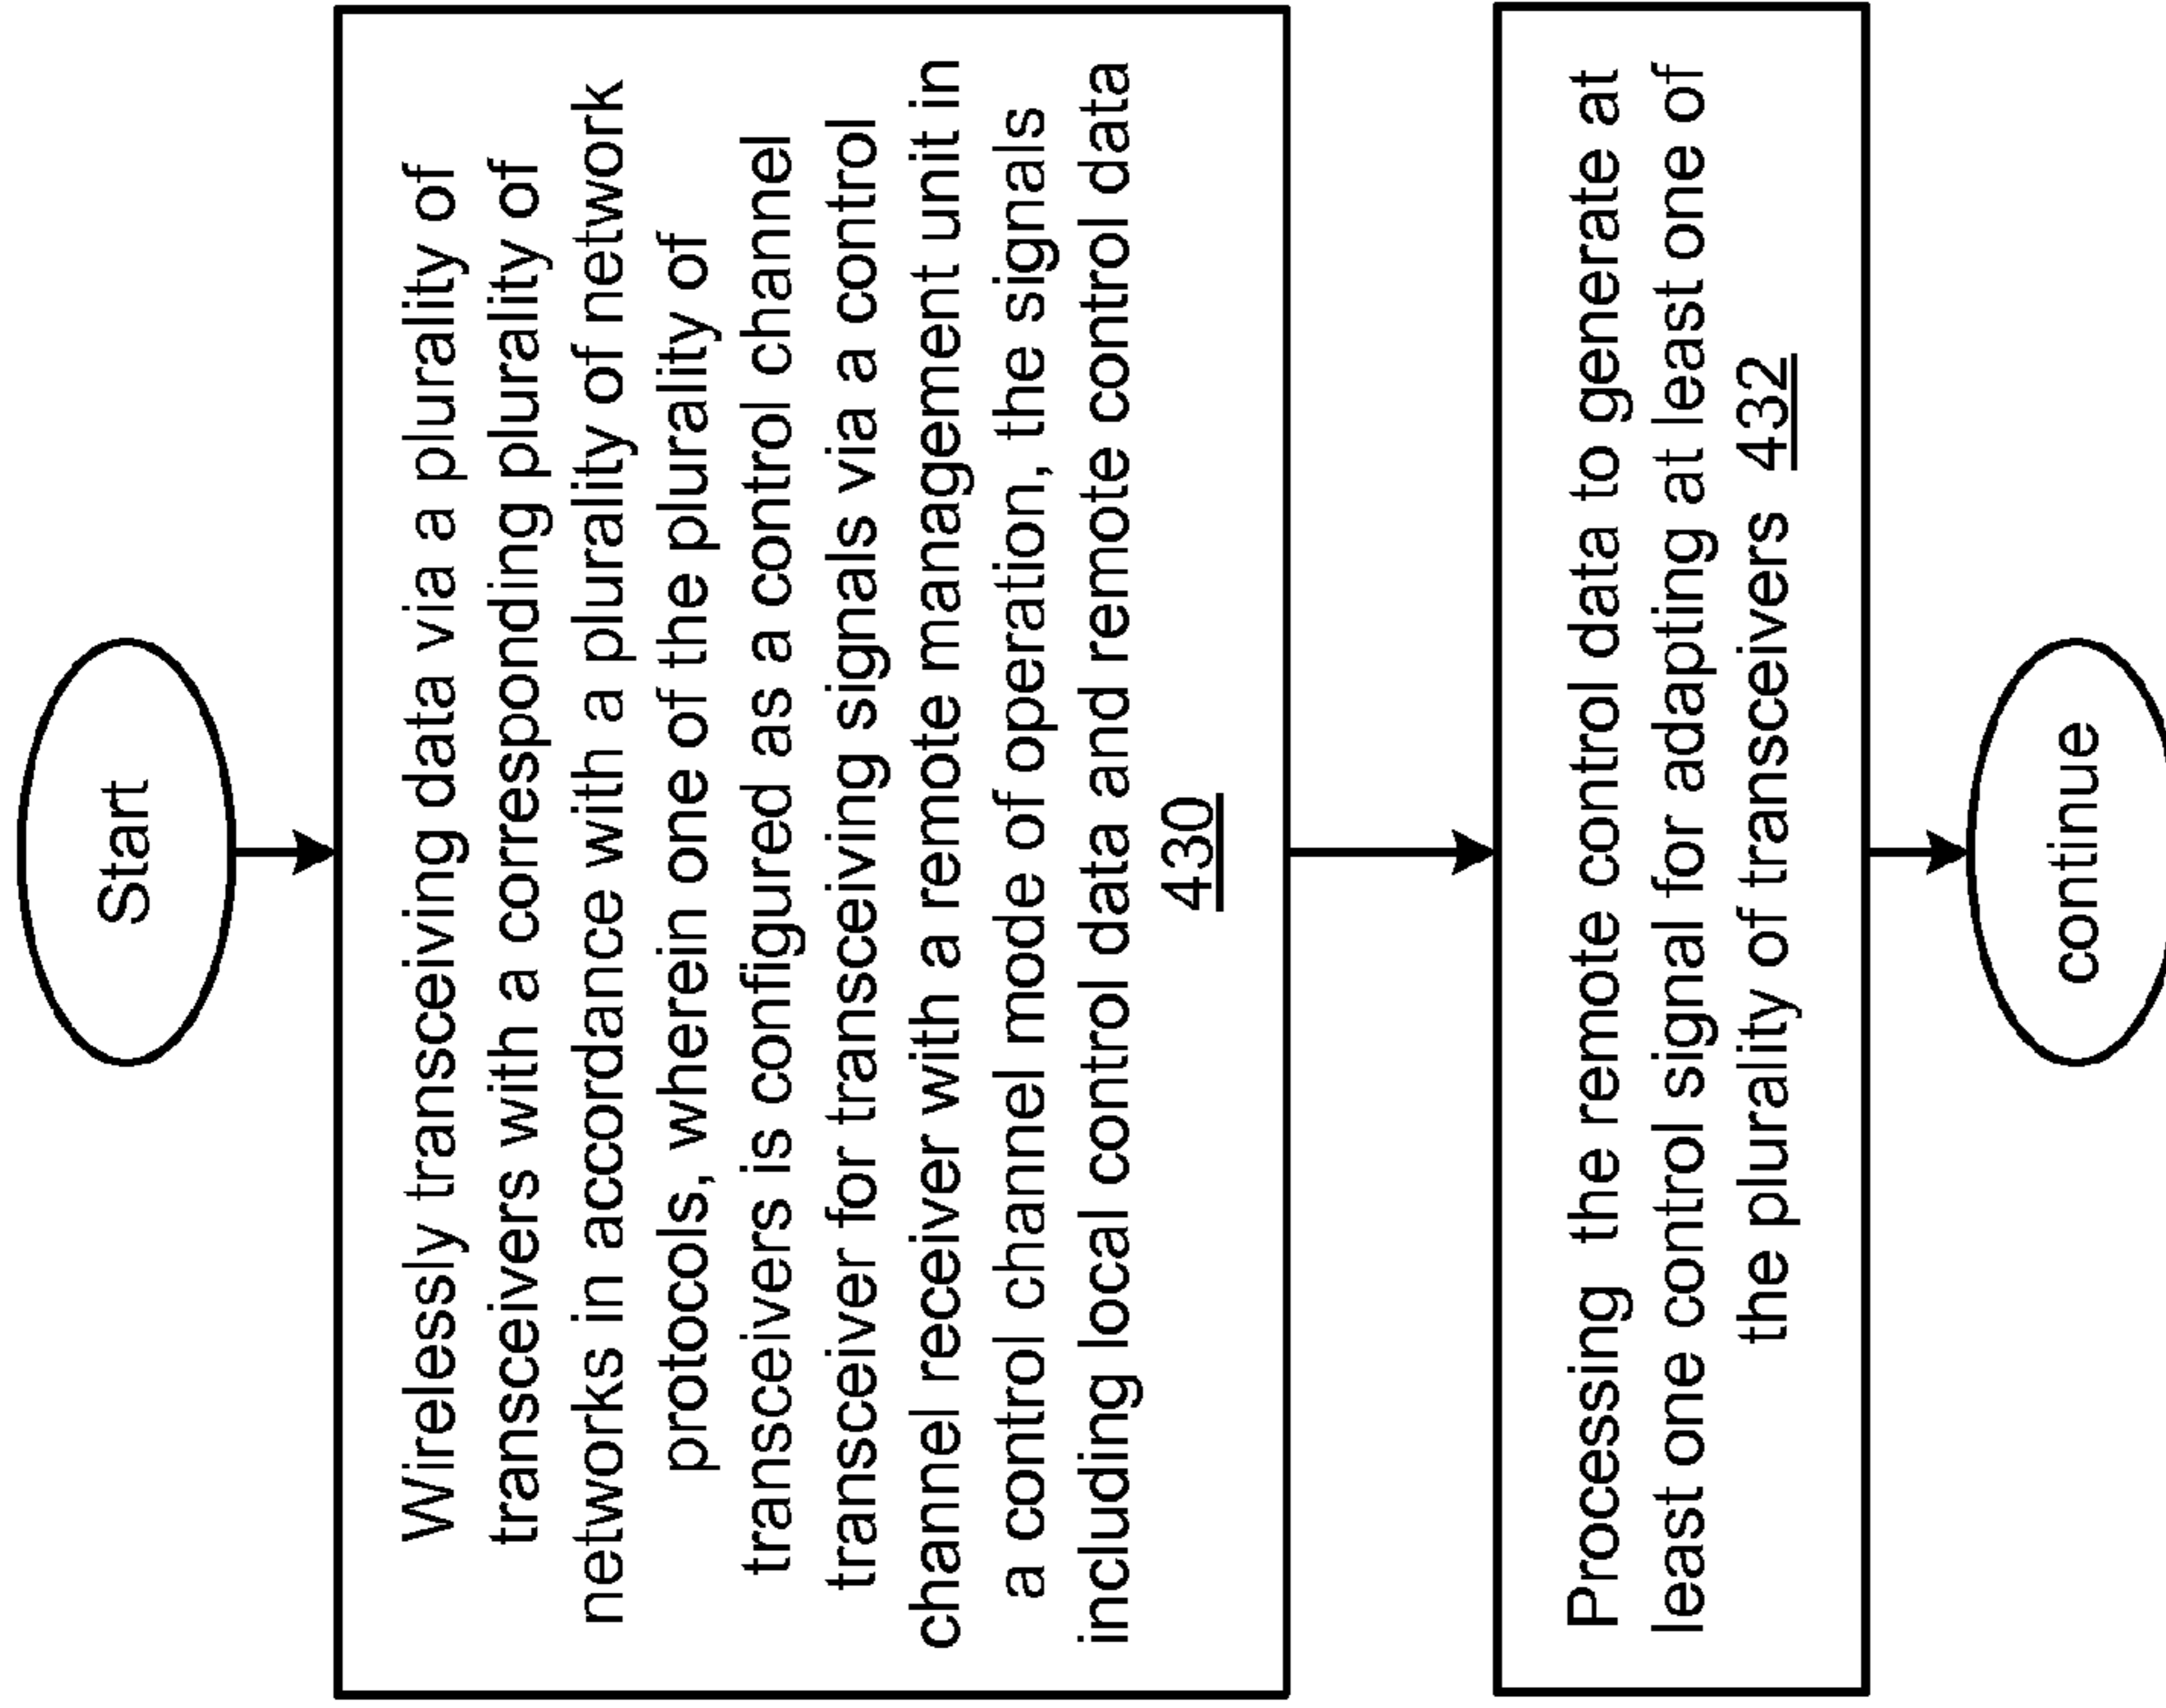 Start
Wirelessly transceiving data via a plurality of
transceivers with a corresponding plurality of
networks in accordance with a plurality of network
protocols, wherein one of the plurality of
transceivers is configured as a control channel
transceiver for transceiving signals via a control
channel receiver with a remote management unit in
a control channel mode of operation, the signals
including local control data and remote control data
430
Processing the remote control data to generate at
least one control signal for adapting at least one of
the plurality of transceivers 432
continue